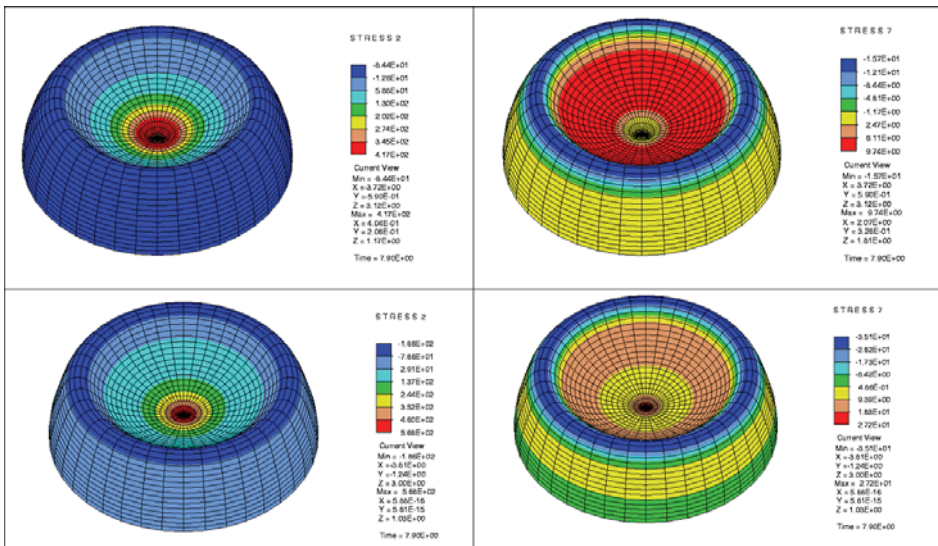 STRESS 2
-8.44E+01
-1.28E+01
5.88E+01
1.30E+02
2.02E+02
2.74E+02
3.45E+02
4.17E+02
Current View
Min = -8.44E+01
X =-3.72E+00
Y =-5.90E-01
Z = 3.12E+00
Max = 4.17E+02
X = 4.04E-01
Y = 2.06E-01
Z = 1.17E+00
Time = 7.90E+00
STRESS 7
-1.57E+01
-1.21E+01
-8.44E+00
-4.81E+00
-1.17E+00
2.47E+00
6.11E+00
9.74E+00
Current View
Min = -1.57E+01
X = 3.72E+00
Y = 5.90E-01
Z = 3.12E+00
Max = 9.74E+00
X = 2.07E+00
Y = 3.28E-01
Z = 1.81E+00
Time = 7.90E+00
STRESS 2
-1.86E+02
-7.86E+01
2.91E+01
1.37E+02
2.44E+02
3.52E+02
4.60E+02
5.68E+02
Current View
Min = -1.86E+02
X =-3.81E+00
Y =-1.24E+00
Z = 3.00E+00
Max = 5.68E+02
X = 5.88E-16
Y = 5.61E-15
Z = 1.03E+00
Time = 7.90E+00
STRESS 7
-3.51E+01
-2.62E+01
-1.73E+01
-8.42E+00
4.86E-01
9.39E+00
1.83E+01
2.72E+01
Current View
Min = -3.51E+01
X =-3.81E+00
Y =-1.24E+00
Z = 3.00E+00
Max = 2.72E+01
X = 5.88E-16
Y = 5.61E-15
Z = 1.03E+00
Time = 7.90E+00